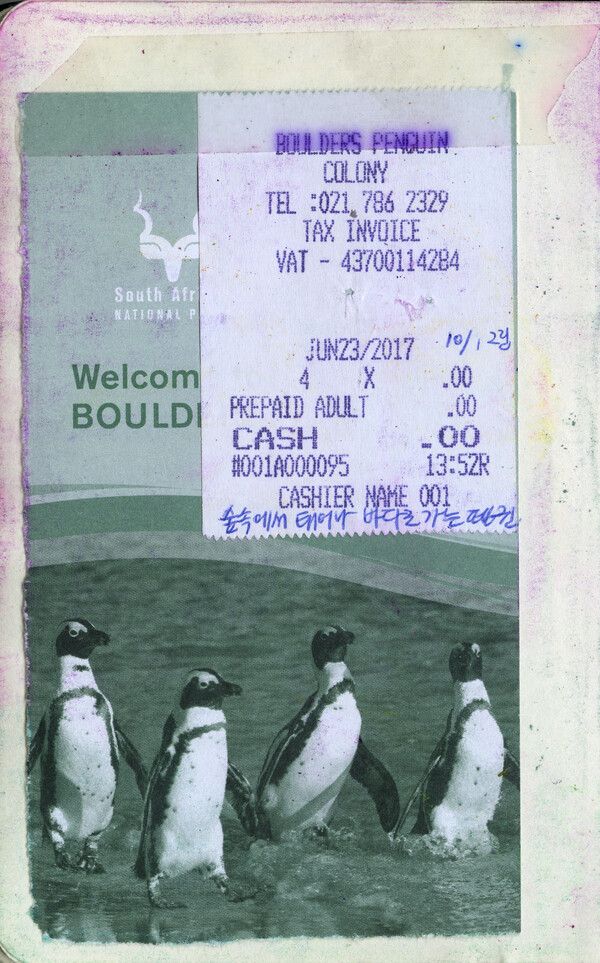 BOULDERS PENGUIN
COLONY
TEL :021 786 2329
TAX INVOICE
VAT - 43700114284
South Afr
NATIONAL P
Welcom
BOULD
JUN23/2017
10/1, 2월
4 X .00
PREPAID ADULT .00
CASH .00
#001A000095 13:52R
CASHIER NAME 001
숲속에서 태어나 바다로 가는 펭귄